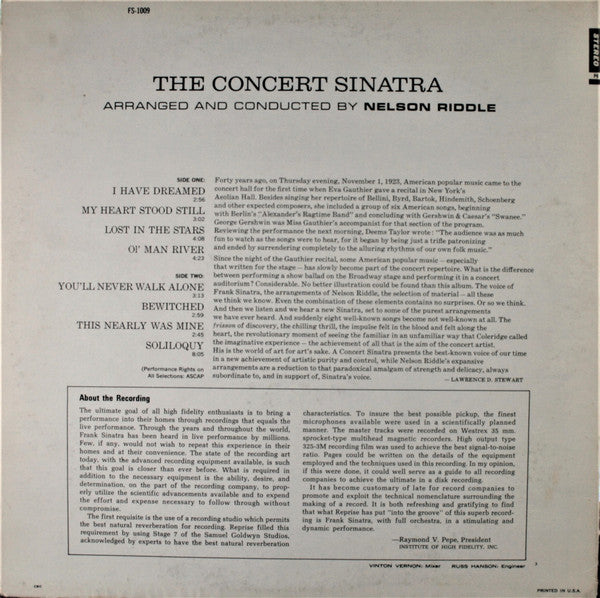 FS-1009
STEREO
THE CONCERT SINATRA
ARRANGED AND CONDUCTED BY NELSON RIDDLE
SIDE ONE:
I HAVE DREAMED
2:56
MY HEART STOOD STILL
3:02
LOST IN THE STARS
4:08
Ol' MAN RIVER
4:23
SIDE TWO:
YOU'LL NEVER WALK ALONE
3:13
BEWITCHED
2:59
THIS NEARLY WAS MINE
2:45
SOLILOQUY
8:05
(Performance Rights on
All Selections: ASCAP
Forty years ago, on Thursday evening, November 1, 1923, American popular music came to the
concert hall for the first time when Eva Gauthier gave a recital in New York's
Aeolian Hall. Besides singing her repertoire of Bellini, Byrd, Bartok, Hindemith, Schoenberg
and other expected composers, she included a group of six American songs, beginning
with Berlin's "Alexander's Ragtime Band" and concluding with Gershwin & Caesar's "Swanee."
George Gershwin was Miss Gauthier's accompanist for that section of the program.
Reviewing the performance next morning, Deems Taylor wrote: "The audience was as much
fun to watch as the songs were to hear, for it began by being just a trifle patronizing
and ended by surrendering completely to the alluring rhythms of our own folk music."
Since the night of the Gauthier recital, some American popular music – especially
that written for the stage – has slowly become part of the concert repertoire. What is the difference
between performing a show ballad on the Broadway stage and performing it in a concert
auditorium? Considerable. No better illustration could be found than this album. The voice of
Frank Sinatra, the arrangements of Nelson Riddle, the selection of material – all these
we think we know. Even the combination of these elements contains no surprises. Or so we think.
And then we listen and we hear a new Sinatra, set to some of the purest arrangements
we have ever heard. And suddenly eight well-known songs become not well-known at all. The
frisson of discovery, the chilling thrill, the impulse felt in the blood and felt along the
heart, the revolutionary moment of seeing the familiar in an unfamiliar way that Coleridge called
the imaginative experience – the achievement of all that is the aim of the concert artist.
His is the world of art for art's sake. A Concert Sinatra presents the best-known voice of our time
in a new achievement of artistic purity and control, while Nelson Riddle's expansive
arrangements are a reduction to that paradoxical amalgam of strength and delicacy, always
subordinate to, and in support of, Sinatra's voice.
— LAWRENCE D. STEWART
About the Recording
The ultimate goal of all high fidelity enthusiasts is to bring a
performance into their homes through recordings that equals the
live performance. Through the years and throughout the world,
Frank Sinatra has been heard in live performance by millions.
Few, if any, would not wish to repeat this experience in their
homes and at their convenience. The state of the recording art
today, with the advanced recording equipment available, is such
that this goal is closer than ever before. What is required in
addition to the necessary equipment is the ability, desire, and
determination, on the part of the recording company, to prop-
erly utilize the scientific advancements available and to expend
the effort and expense necessary to follow through without
compromise.
The first requisite is the use of a recording studio which permits
the best natural reverberation for recording. Reprise filled this
requirement by using Stage 7 of the Samuel Goldwyn Studios,
acknowledged by experts to have the best natural reverberation
characteristics. To insure the best possible pickup, the finest
microphones available were used in a scientifically planned
manner. The master tracks were recorded on Westrex 35 mm.
sprocket-type multihead magnetic recorders. High output type
325-3M recording film was used to achieve the best signal-to-noise
ratio. Pages could be written on the details of the equipment
employed and the techniques used in this recording. In my opinion,
if this were done, it could well serve as a guide to all recording
companies to achieve the ultimate in a disk recording.
It has become customary of late for record companies to
promote and exploit the technical nomenclature surrounding the
making of a record. It is both refreshing and gratifying to find
that what Reprise has put "into the groove" of this superb record-
ing is Frank Sinatra, with full orchestra, in a stimulating and
dynamic performance.
—Raymond V. Pepe, President
INSTITUTE OF HIGH FIDELITY, INC.
VINTON VERNON: Mixer RUSS HANSON: Engineer
PRINTED IN U.S.A.